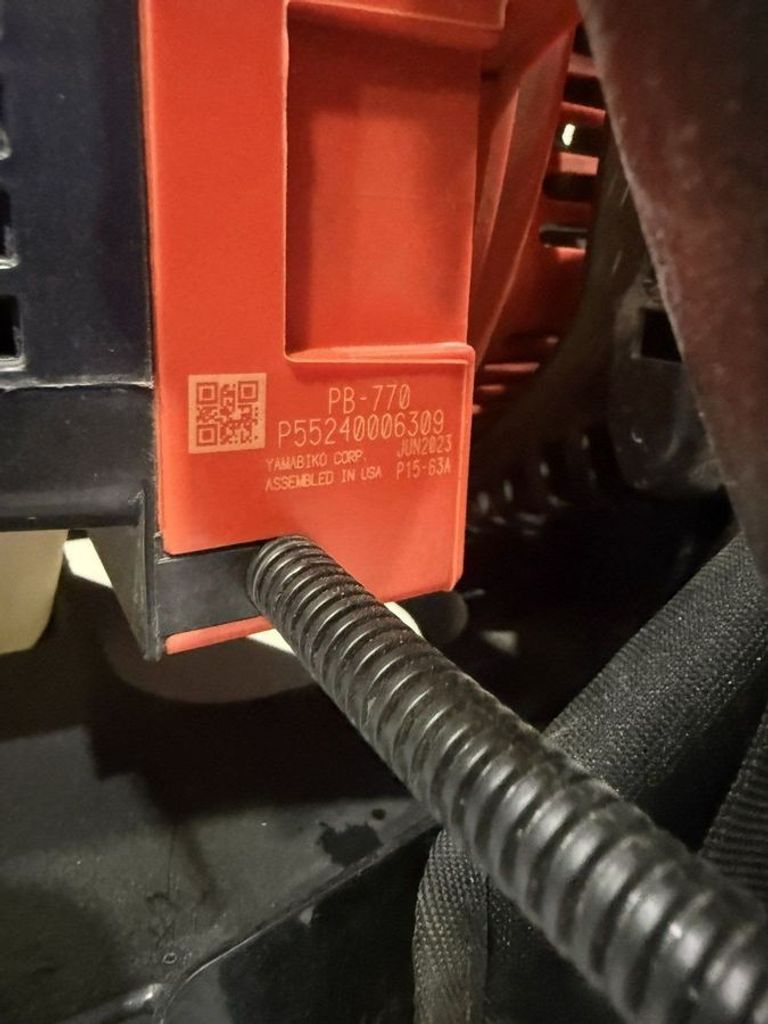 PB-770
P55240006309
JUN2023
YAMABIKO CORP.
ASSEMBLED IN USA P15-63A